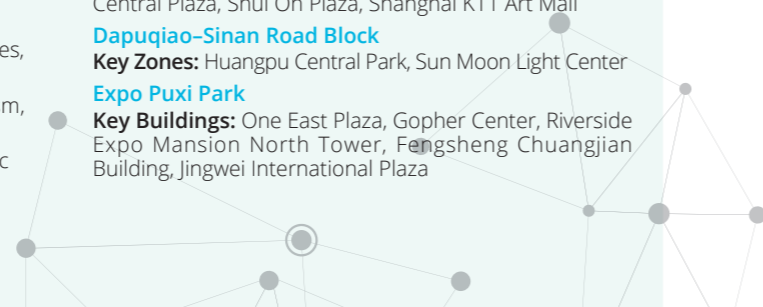 Central Plaza, Shui On Plaza, Shanghai K11 Art Mall
Dapuqiao–Sinan Road Block
es,
Key Zones: Huangpu Central Park, Sun Moon Light Center
Expo Puxi Park
m,
Key Buildings: One East Plaza, Gopher Center, Riverside
Expo Mansion North Tower, Fengsheng Chuangjian
c
Building, Jingwei International Plaza